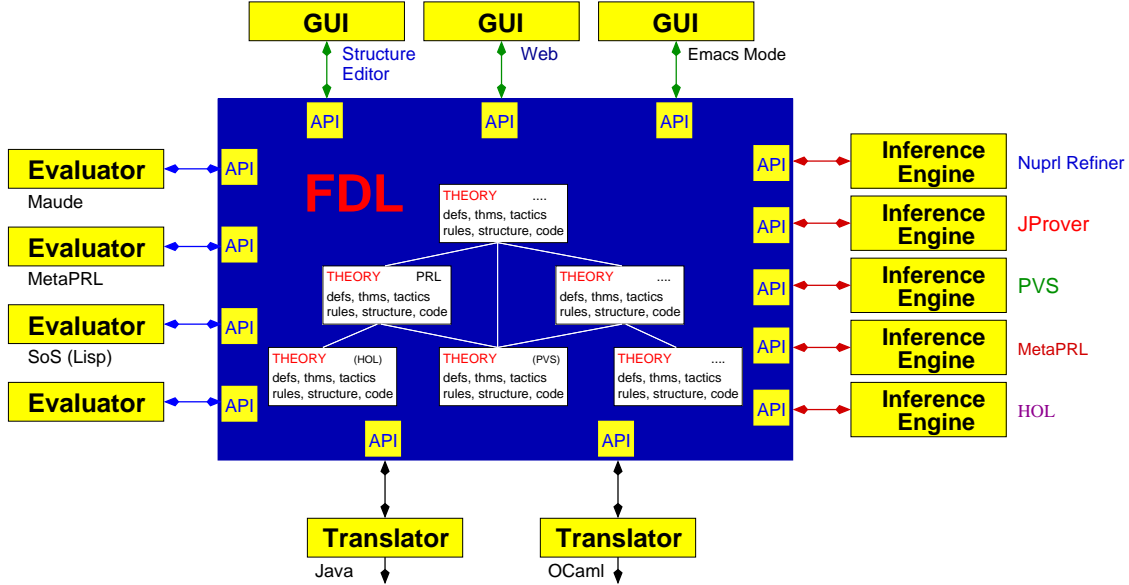 GUI
GUI
GUI
Structure
Editor
Web
Emacs Mode
API
API
API
Evaluator
Maude
API
Evaluator
MetaPRL
API
Evaluator
SoS (Lisp)
API
Evaluator
API
FDL
THEORY ....
defs, thms, tactics
rules, structure, code
THEORY PRL
defs, thms, tactics
rules, structure, code
THEORY ....
defs, thms, tactics
rules, structure, code
THEORY (HOL)
defs, thms, tactics
rules, structure, code
THEORY (PVS)
defs, thms, tactics
rules, structure, code
THEORY ....
defs, thms, tactics
rules, structure, code
API
Inference
Engine
Nuprl Refiner
API
Inference
Engine
JProver
API
Inference
Engine
PVS
API
Inference
Engine
MetaPRL
API
Inference
Engine
HOL
API
API
Translator
Java
Translator
OCaml